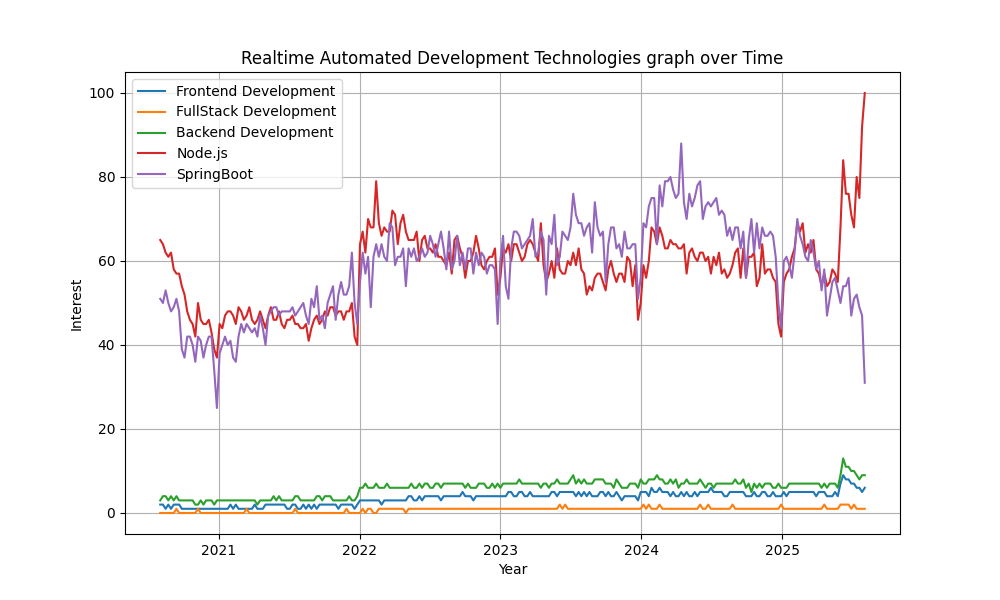 Realtime Automated Development Technologies graph over Time
Frontend Development
FullStack Development
Backend Development
Node.js
SpringBoot
100
80
60
40
20
0
Interest
2021 2022 2023 2024 2025
Year